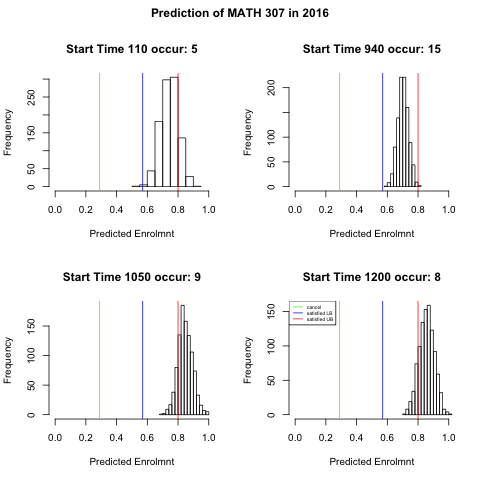 Prediction of MATH 307 in 2016
Start Time 110 occur: 5
Frequency
0 50 150 250
0.0 0.2 0.4 0.6 0.8 1.0
Predicted Enrolmnt
Start Time 940 occur: 15
Frequency
0 50 100 200
0.0 0.2 0.4 0.6 0.8 1.0
Predicted Enrolmnt
Start Time 1050 occur: 9
Frequency
0 50 100 150
0.0 0.2 0.4 0.6 0.8 1.0
Predicted Enrolmnt
Start Time 1200 occur: 8
cancel
satisfied LB
satisfied UB
Frequency
0 50 100 150
0.0 0.2 0.4 0.6 0.8 1.0
Predicted Enrolmnt